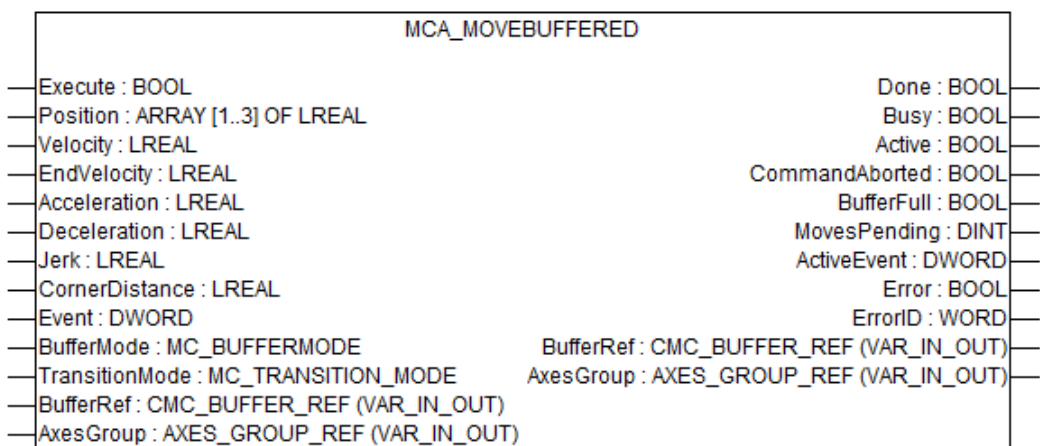 MCA_MOVEBUFFERED
Execute : BOOL Done : BOOL
Position : ARRAY [1..3] OF LREAL Busy : BOOL
Velocity : LREAL Active : BOOL
EndVelocity : LREAL CommandAborted : BOOL
Acceleration : LREAL BufferFull : BOOL
Deceleration : LREAL MovesPending : DINT
Jerk : LREAL ActiveEvent : DWORD
CornerDistance : LREAL Error : BOOL
Event : DWORD ErrorID : WORD
BufferMode : MC_BUFFERMODE BufferRef : CMC_BUFFER_REF (VAR_IN_OUT)
TransitionMode : MC_TRANSITION_MODE AxesGroup : AXES_GROUP_REF (VAR_IN_OUT)
BufferRef : CMC_BUFFER_REF (VAR_IN_OUT)
AxesGroup : AXES_GROUP_REF (VAR_IN_OUT)